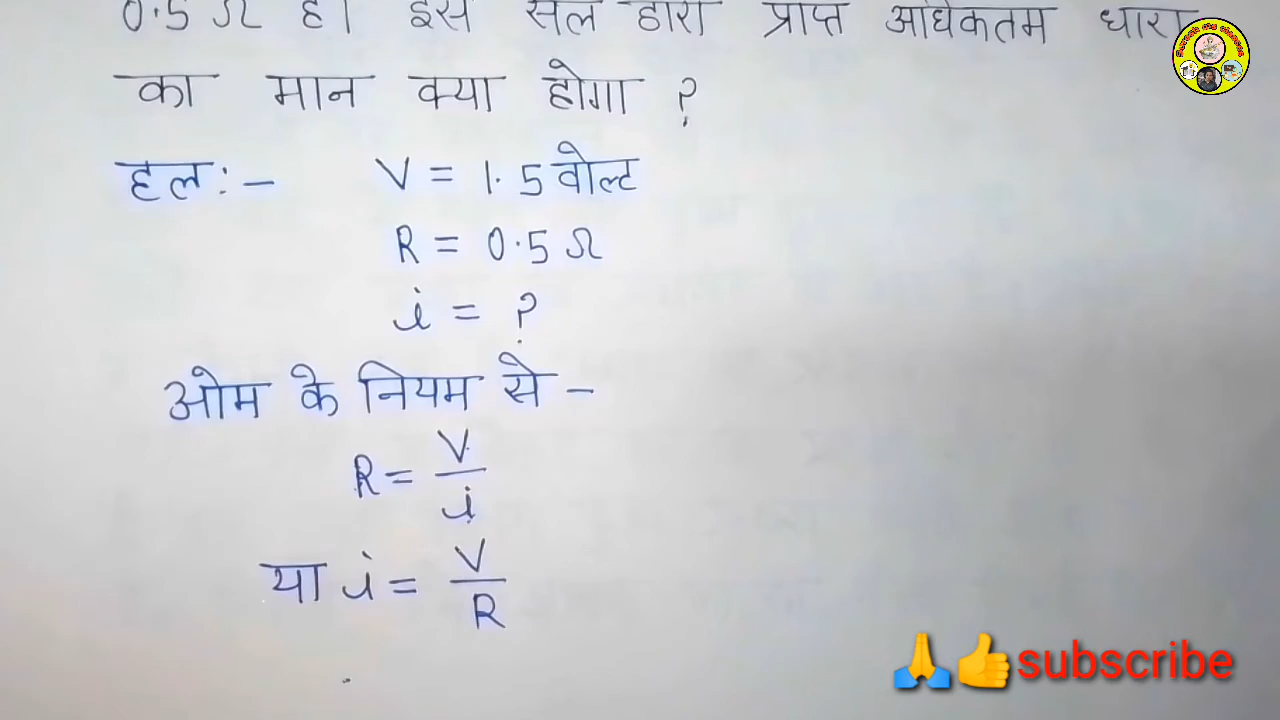 0.5 Ω है। इस सेल द्वारा प्राप्त अधिकतम धारा
का मान क्या होगा ?
हल :- V = 1.5 वोल्ट
R = 0.5 Ω
i = ?
ओम के नियम से -
R = V/i
या i = V/R
🙏👍subscribe